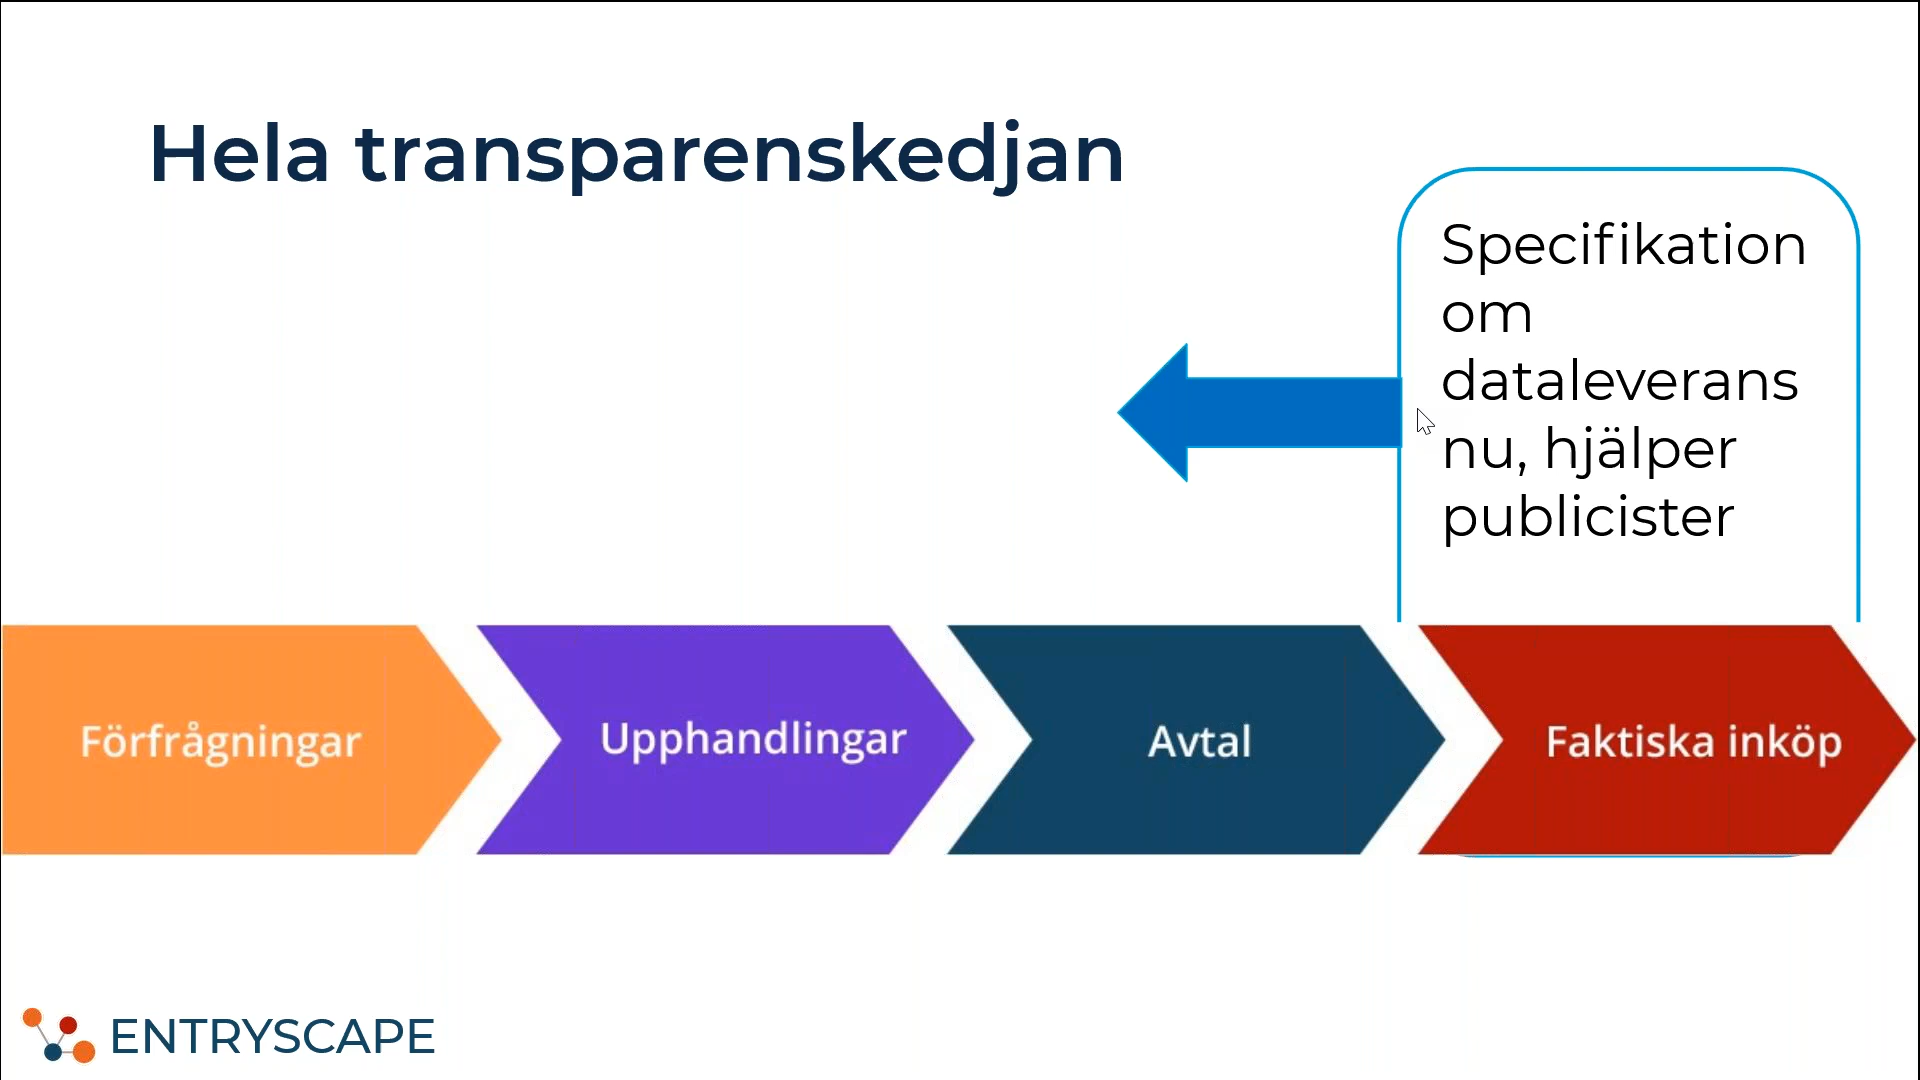 Hela transparenskedjan
Specifikation
om
dataleverans
nu, hjälper
publicister
Förfrågningar
Upphandlingar
Avtal
Faktiska inköp
ENTRYSCAPE